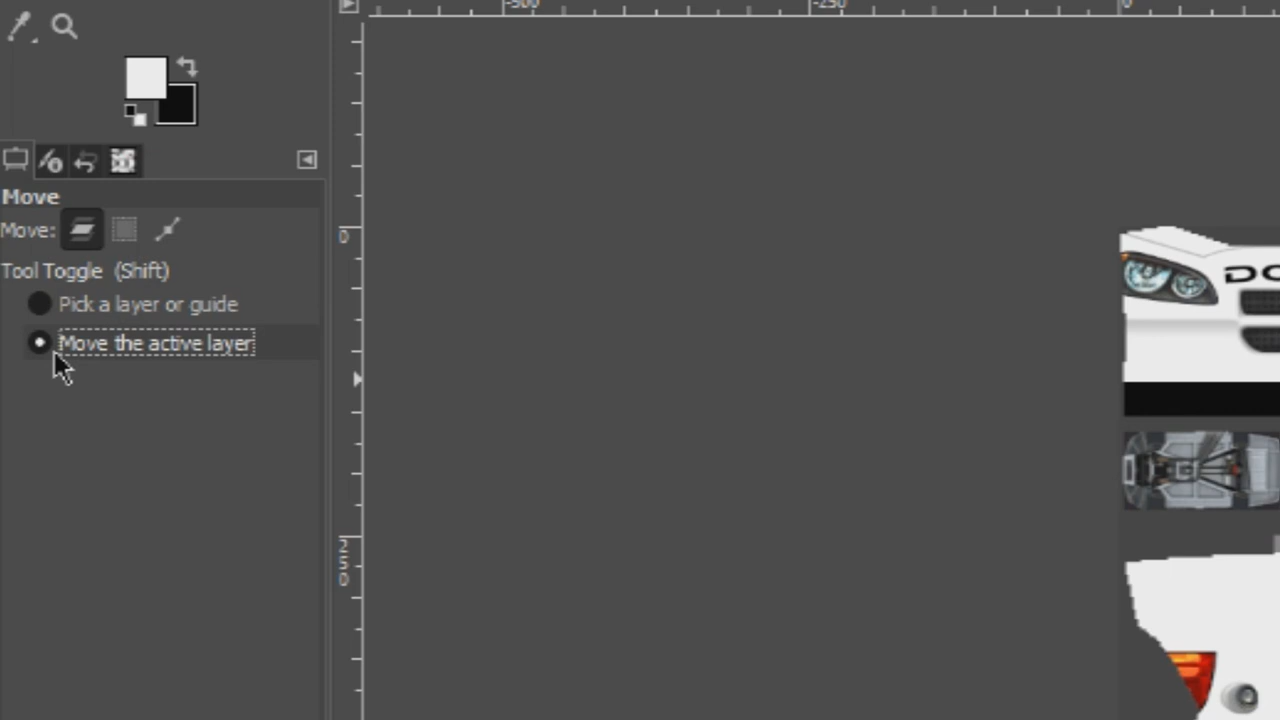 -500 -250 0
Move
Move:
Tool Toggle (Shift)
Pick a layer or guide
Move the active layer
0
250